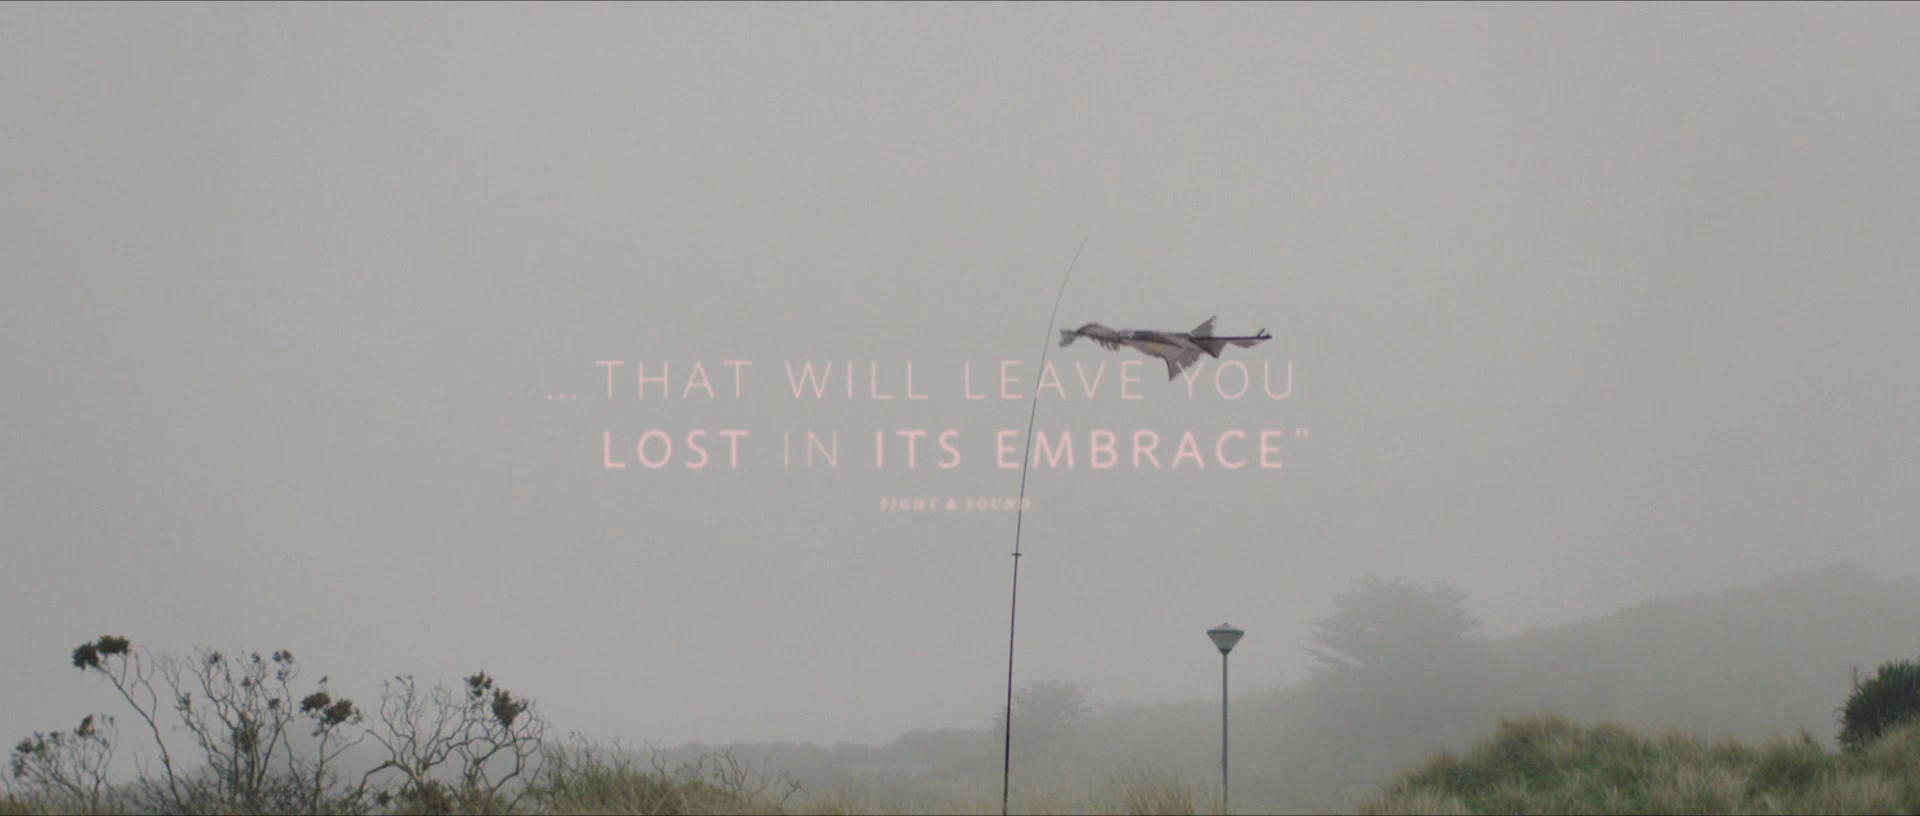 ...THAT WILL LEAVE YOU
LOST IN ITS EMBRACE”
SIGHT & SOUND